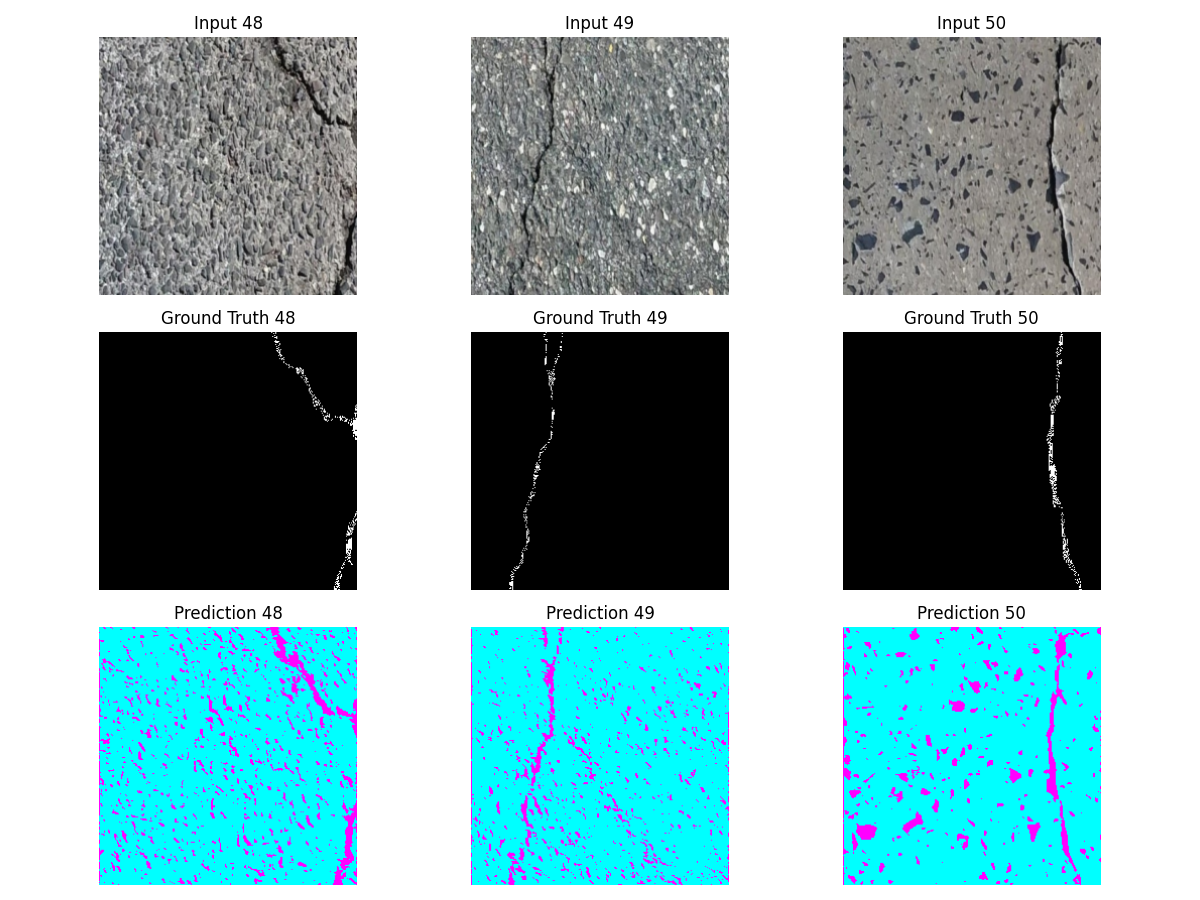 Input 48
Input 49
Input 50
Ground Truth 48
Ground Truth 49
Ground Truth 50
Prediction 48
Prediction 49
Prediction 50